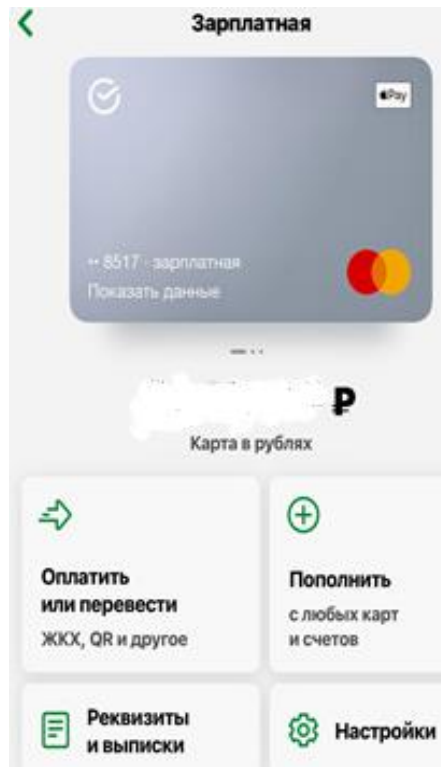 Зарплатная
Pay
•• 8517 · зарплатная
Показать данные
₽
Карта в рублях
Оплатить
или перевести
ЖКХ, QR и другое
Пополнить
с любых карт
и счетов
Реквизиты
и выписки
Настройки